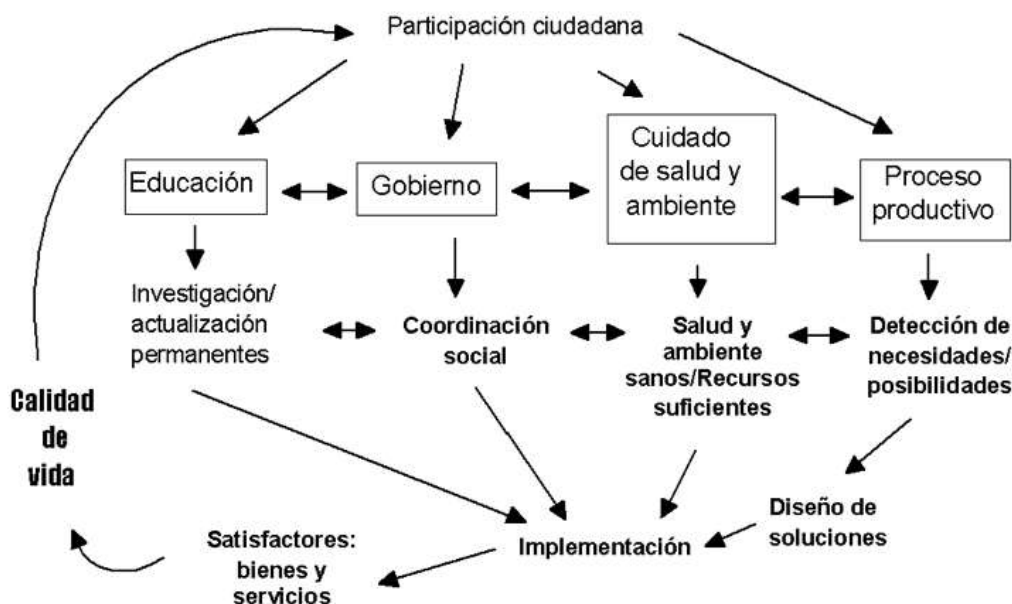 Participación ciudadana
Educación
Gobierno
Cuidado
de salud y
ambiente
Proceso
productivo
Investigación/
actualización
permanentes
Coordinación
social
Salud y
ambiente
sanos/Recursos
suficientes
Detección de
necesidades/
posibilidades
Calidad
de
vida
Satisfactores:
bienes y
servicios
Implementación
Diseño de
soluciones